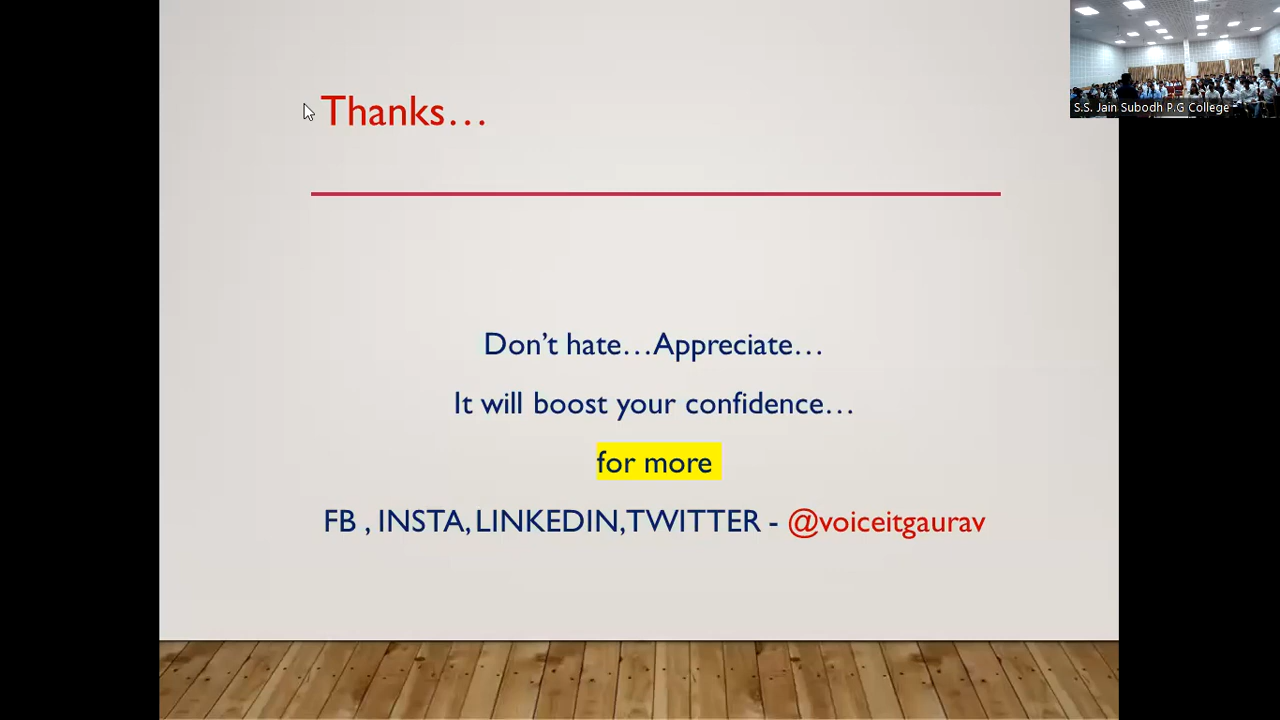 Thanks...
S.S. Jain Subodh P.G College -
Don't hate...Appreciate...
It will boost your confidence...
for more
FB , INSTA, LINKEDIN,TWITTER - @voiceitgaurav